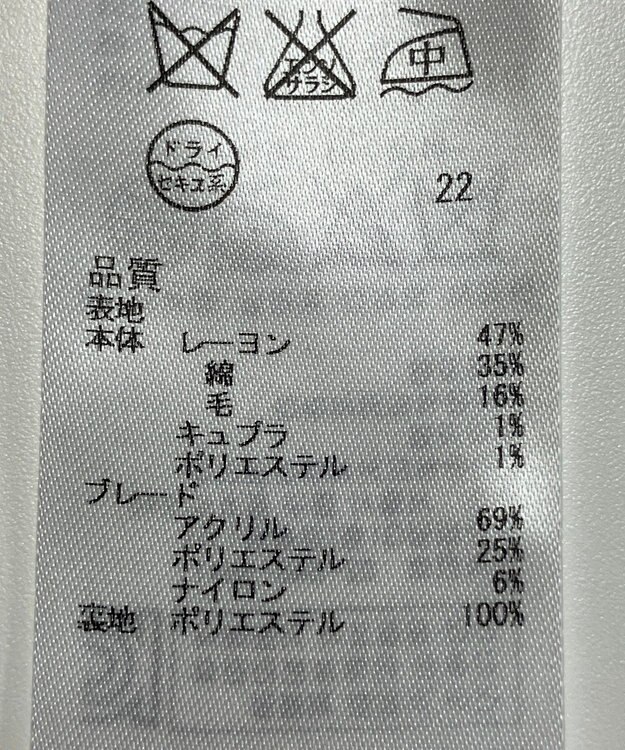 エンソ
サラシ
中
ドライ
セキユ系
22
品質
表地
本体 レーヨン 47%
綿 35%
毛 16%
キュプラ 1%
ポリエステル 1%
ブレード
アクリル 69%
ポリエステル 25%
ナイロン 6%
裏地 ポリエステル 100%